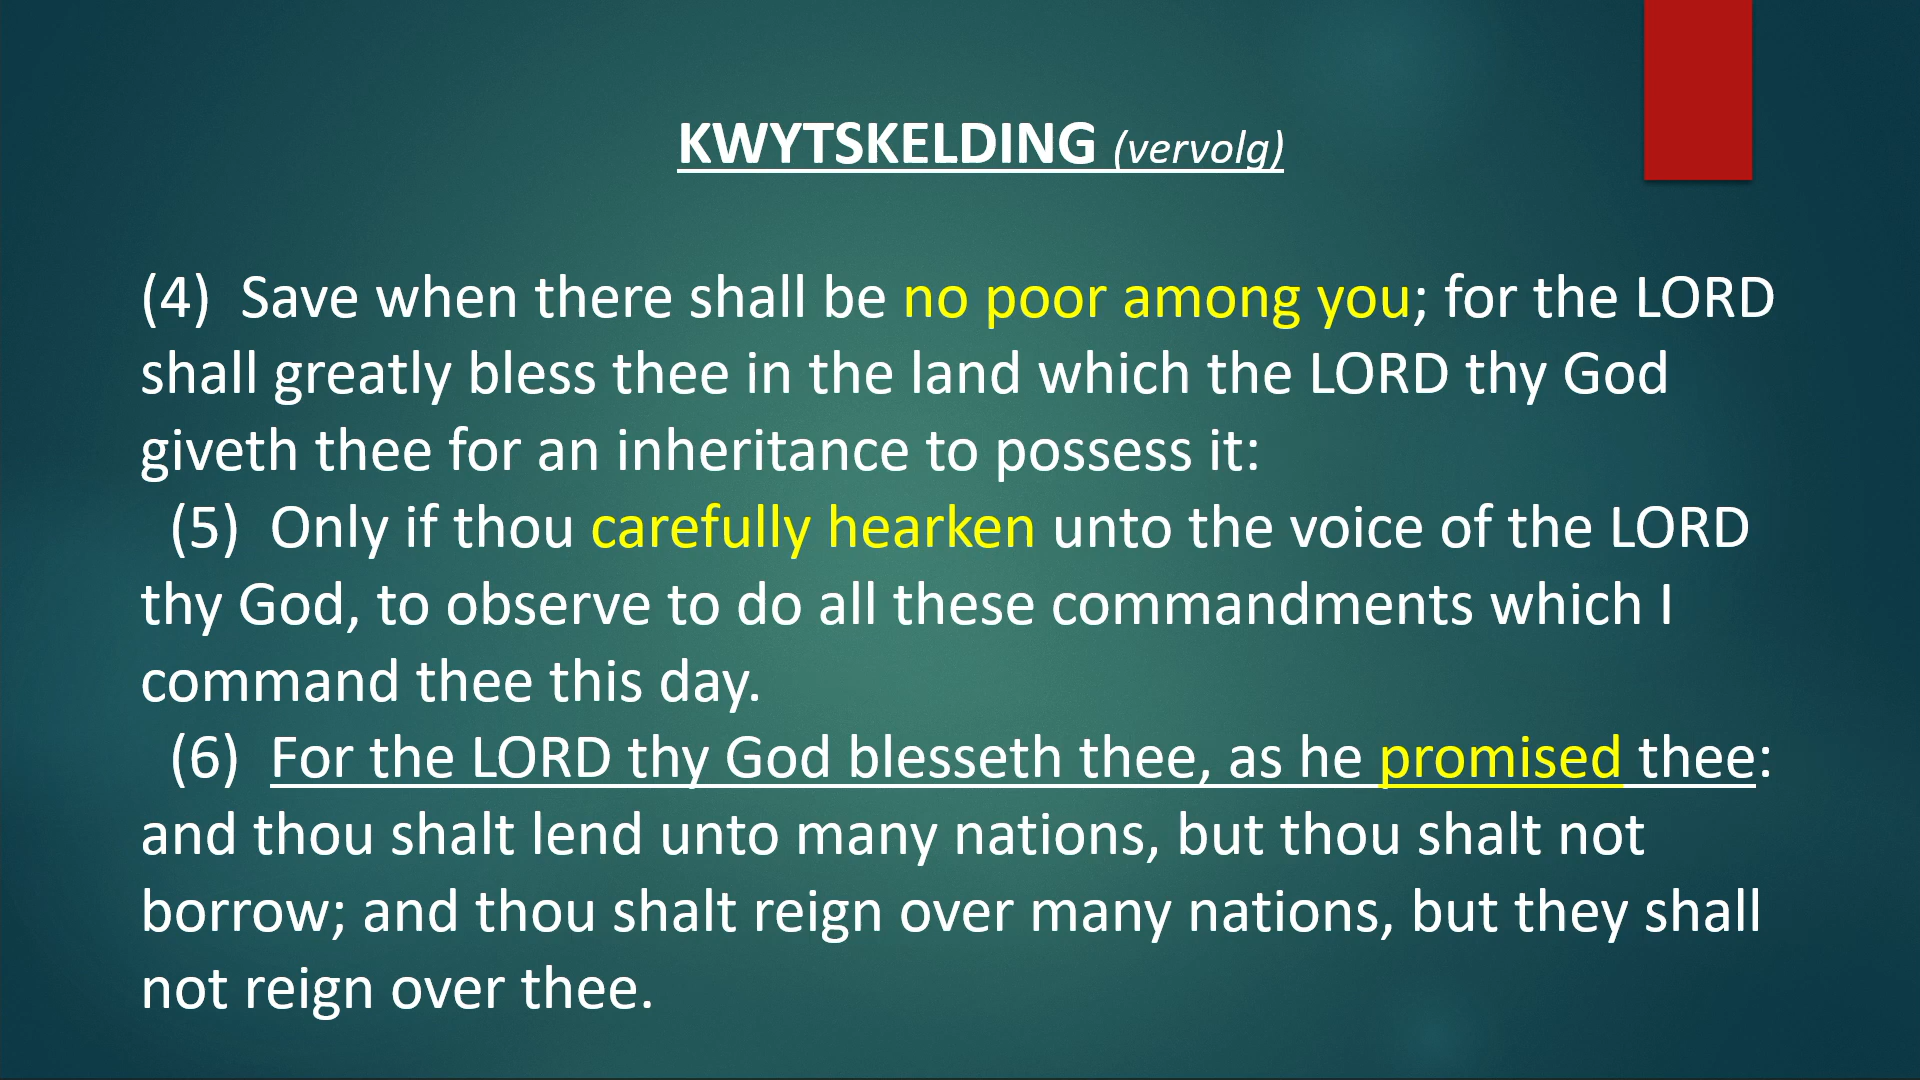 KWYTSKELDING (vervolg)
(4)  Save when there shall be no poor among you; for the LORD
shall greatly bless thee in the land which the LORD thy God
giveth thee for an inheritance to possess it:
(5)  Only if thou carefully hearken unto the voice of the LORD
thy God, to observe to do all these commandments which I
command thee this day.
(6)  For the LORD thy God blesseth thee, as he promised thee:
and thou shalt lend unto many nations, but thou shalt not
borrow; and thou shalt reign over many nations, but they shall
not reign over thee.